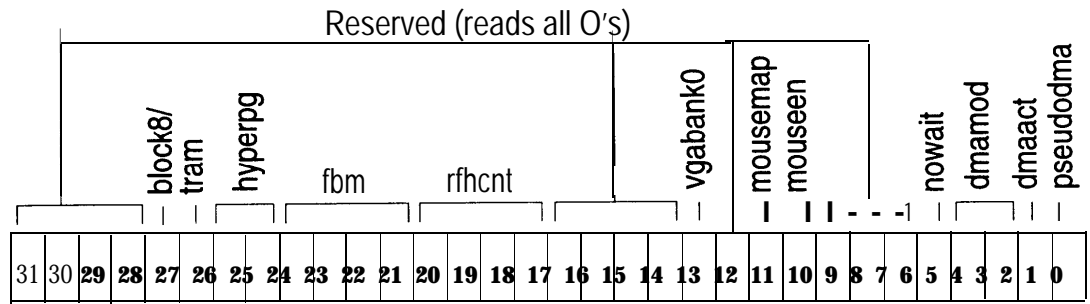 Reserved (reads all O's)
block8/
tram
hyperpg
fbm
rfhcnt
vgabank0
mousemap
mouseen
nowait
dmamod
dmaact
pseudodma
31 30 29 28 27 26 25 24 23 22 21 20 19 18 17 16 15 14 13 12 11 10 9 8 7 6 5 4 3 2 1 0